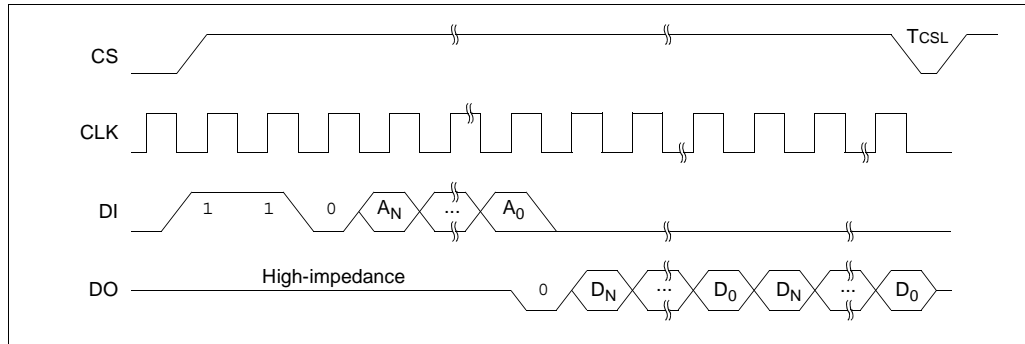 CS TCSL
CLK
DI 1 1 0 AN ... A0
High-impedance
DO 0 DN ... D0 DN ... D0